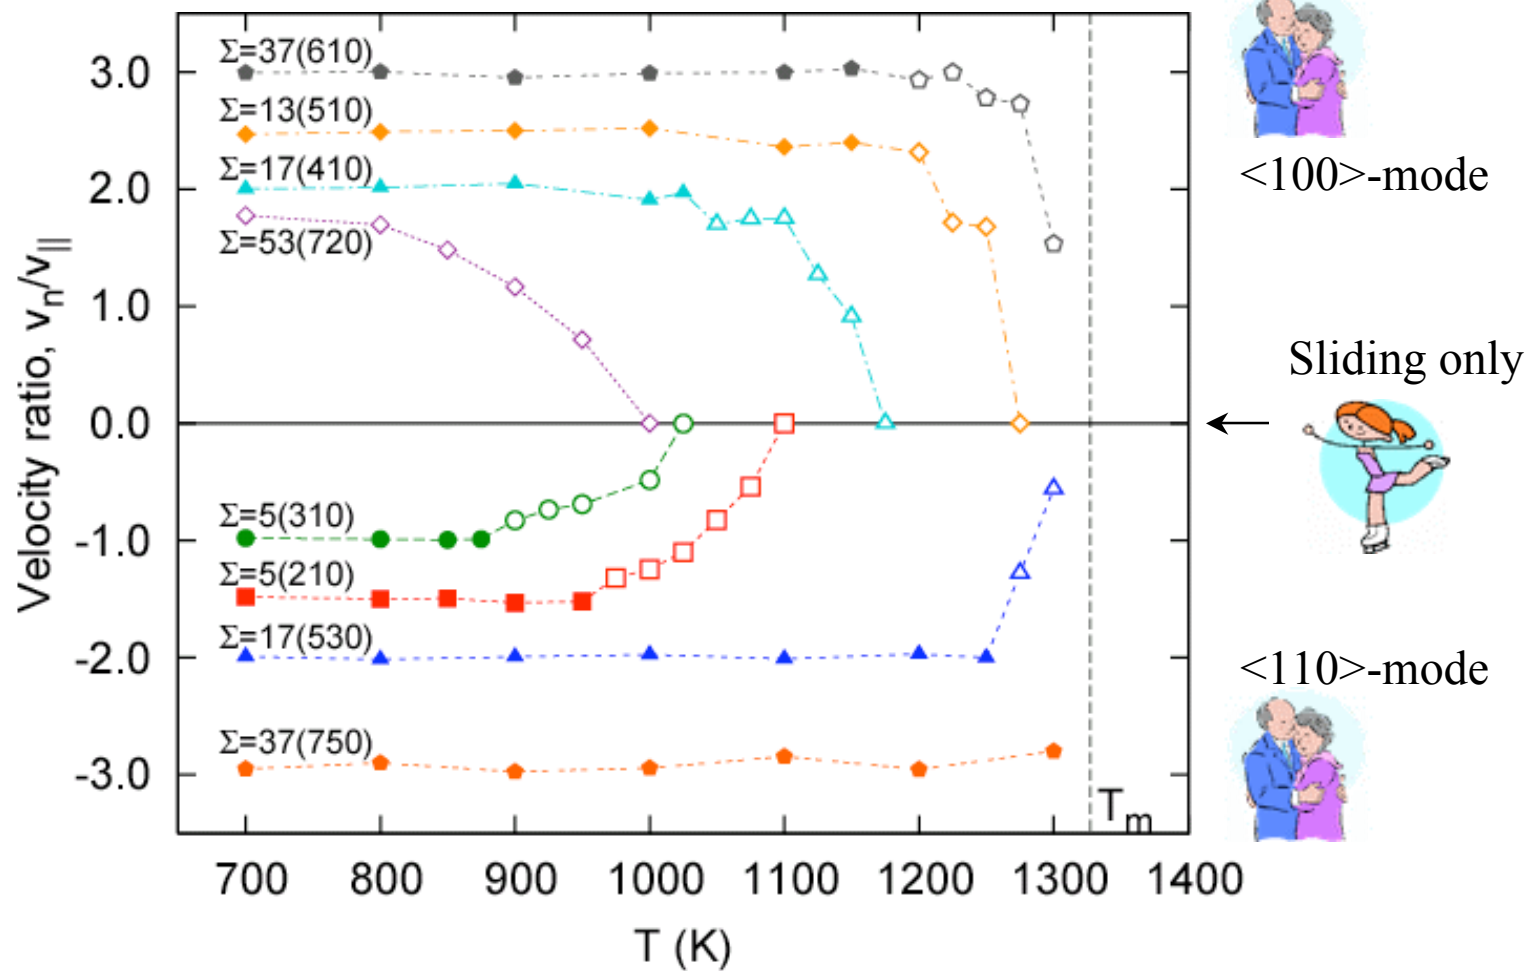 Σ=37(610)
Σ=13(510)
Σ=17(410)
Σ=53(720)
Σ=5(310)
Σ=5(210)
Σ=17(530)
Σ=37(750)
3.0
2.0
1.0
0.0
-1.0
-2.0
-3.0
Velocity ratio, vₙ/v||
700 800 900 1000 1100 1200 1300 1400
T (K)
Tₘ
<100>-mode
Sliding only
<110>-mode